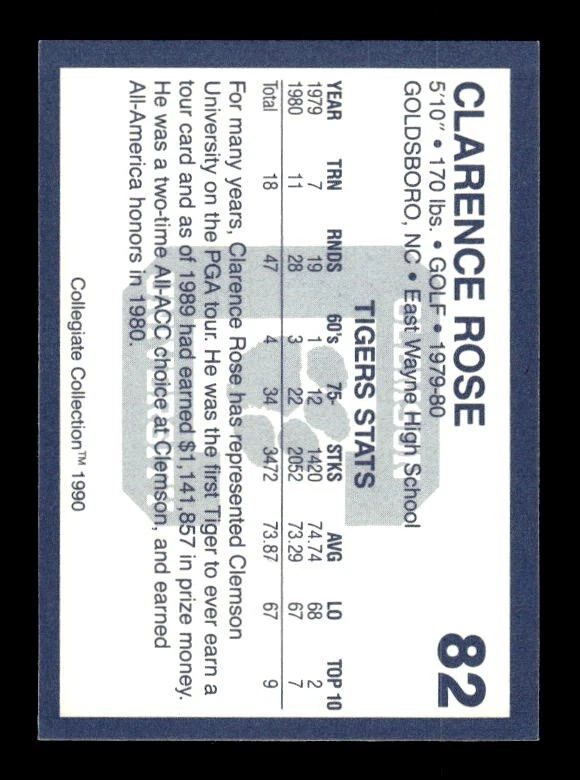 CLARENCE ROSE 82
5'10" • 170 lbs. • GOLF • 1979-80
GOLDSBORO, NC • East Wayne High School
TIGERS STATS
YEAR TRN RNDS 60's 75- STKS AVG LO TOP 10
1979 7 19 1 12 1420 74.74 68 2
1980 11 28 3 22 2052 73.29 67 7
Total 18 47 4 34 3472 73.87 67 9
For many years, Clarence Rose has represented Clemson
University on the PGA tour. He was the first Tiger to ever earn a
tour card and as of 1989 had earned $1,141,857 in prize money.
He was a two-time All-ACC choice at Clemson, and earned
All-America honors in 1980.
Collegiate Collection™ 1990